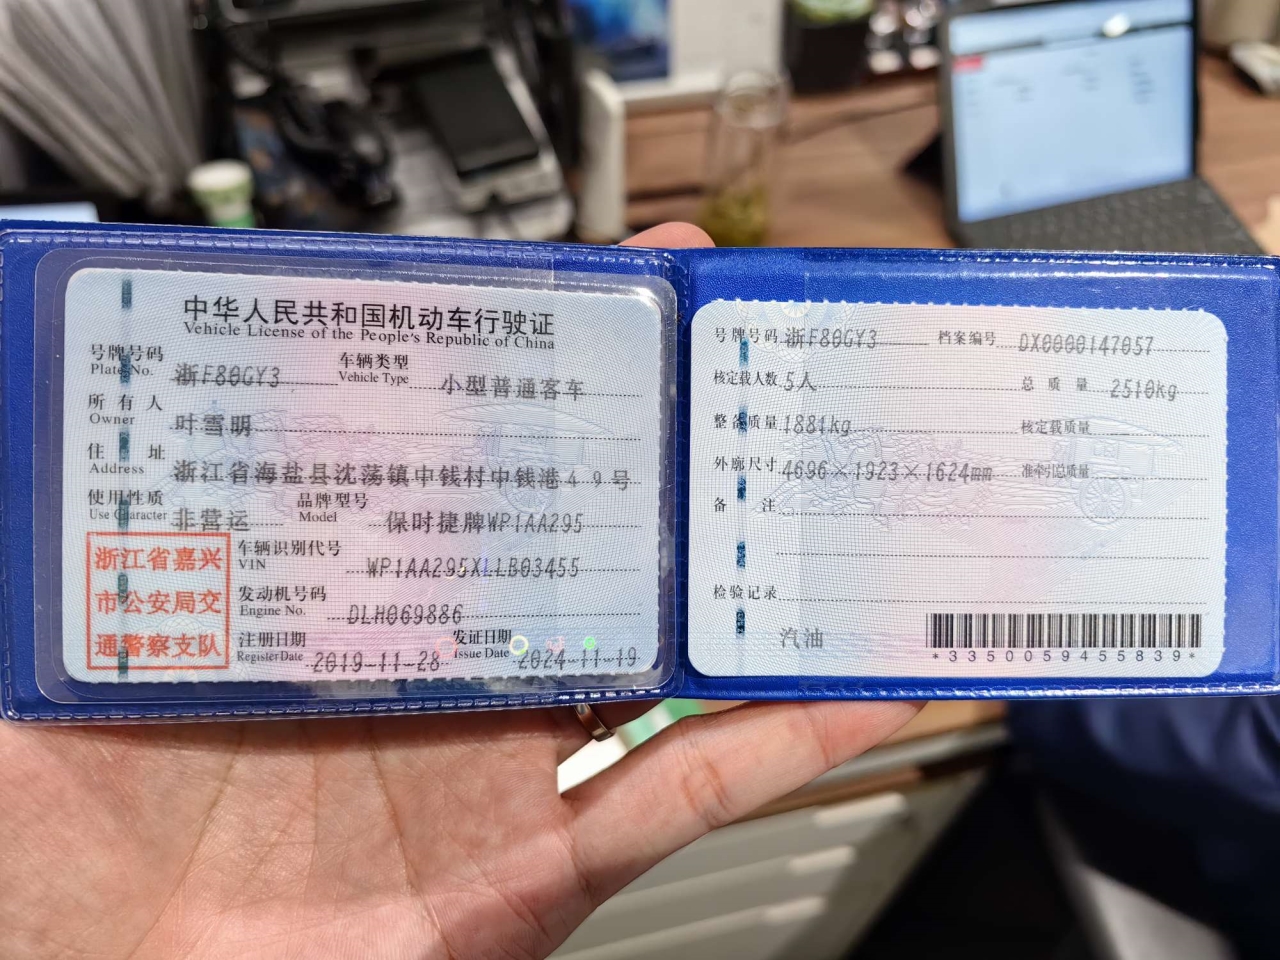 中华人民共和国机动车行驶证
Vehicle License of the People's Republic of China
号牌号码 浙F80GY3 车辆类型 小型普通客车
Plate No. Vehicle Type
所有人 叶雪明
Owner
住址 浙江省海盐县沈荡镇中钱村中钱港49号
Address
使用性质 非营运 品牌型号 保时捷牌WP1AA295
Use Character Model
浙江省嘉兴
市公安局交
通警察支队
车辆识别代号 WP1AA295XLLB03455
VIN
发动机号码 DLH069886
Engine No.
注册日期 2019-11-28 发证日期 2024-11-19
Register Date Issue Date
号牌号码 浙F80GY3 档案编号 DX0000147057
核定载人数 5人 总质量 2510kg
整备质量 1881kg 核定载质量
外廓尺寸 4696×1923×1624mm 准牵引总质量
备注
检验记录
汽油
*3350059455839*